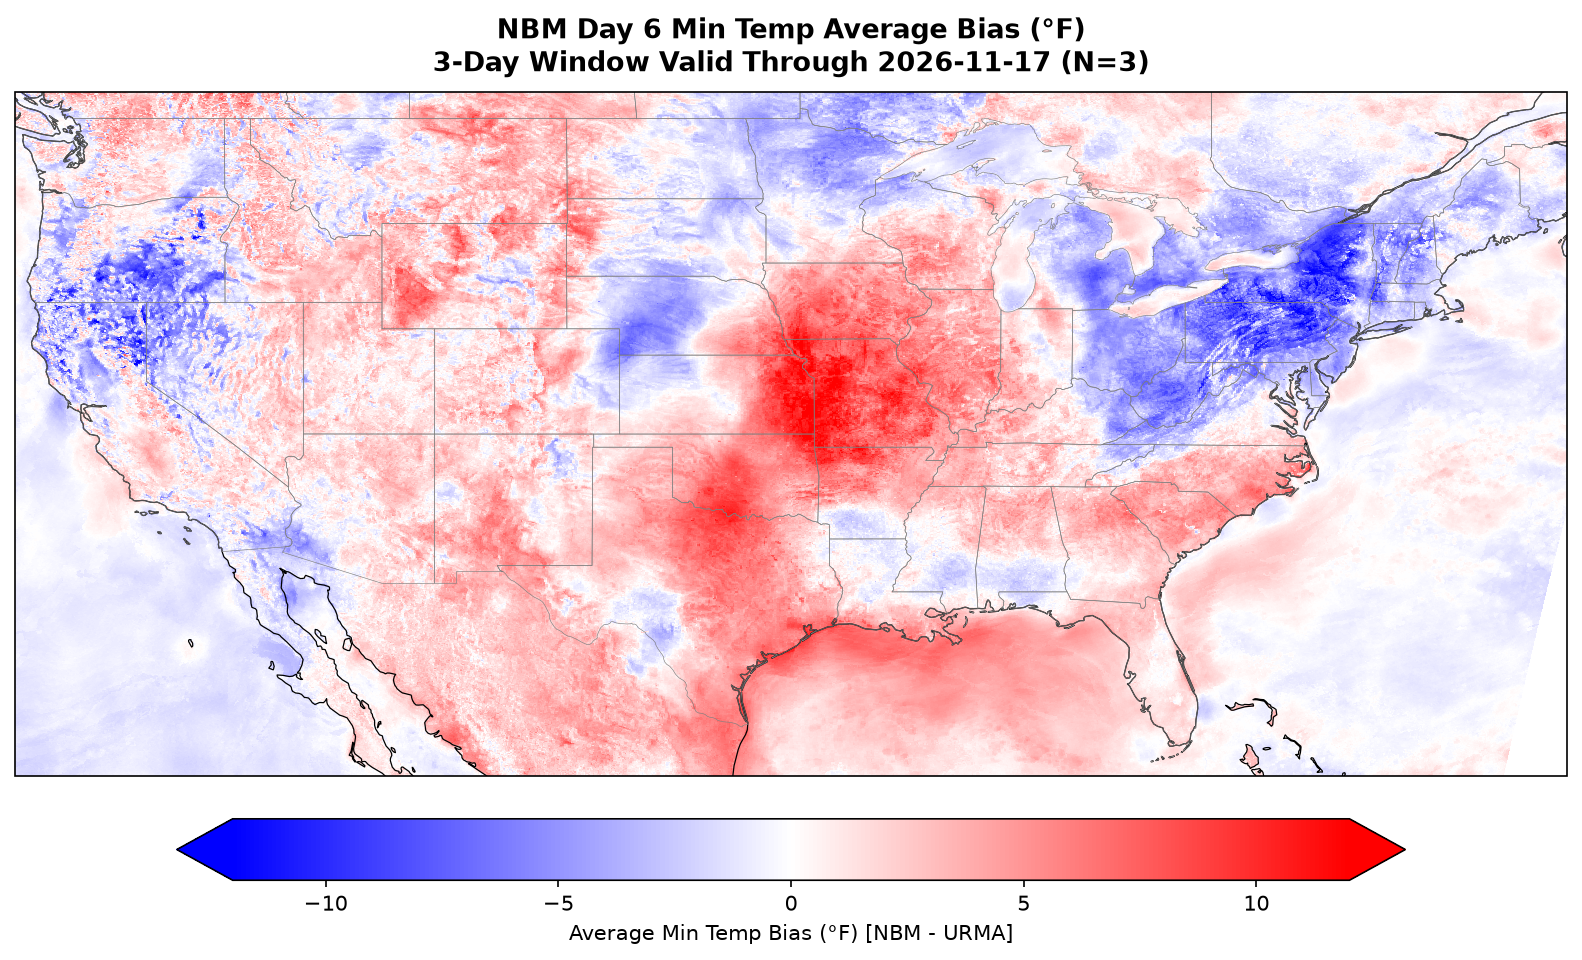 NBM Day 6 Min Temp Average Bias (°F)
3-Day Window Valid Through 2026-11-17 (N=3)
−10 −5 0 5 10
Average Min Temp Bias (°F) [NBM - URMA]